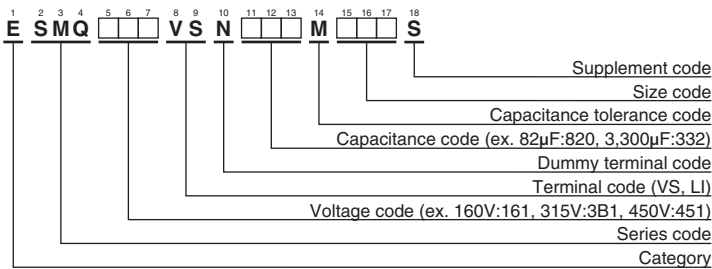 1 2 3 4 5 6 7 8 9 10 11 12 13 14 15 16 17 18
E SMQ □□□ VS N □□□ M □□□ S
Supplement code
Size code
Capacitance tolerance code
Capacitance code (ex. 82μF:820, 3,300μF:332)
Dummy terminal code
Terminal code (VS, LI)
Voltage code (ex. 160V:161, 315V:3B1, 450V:451)
Series code
Category